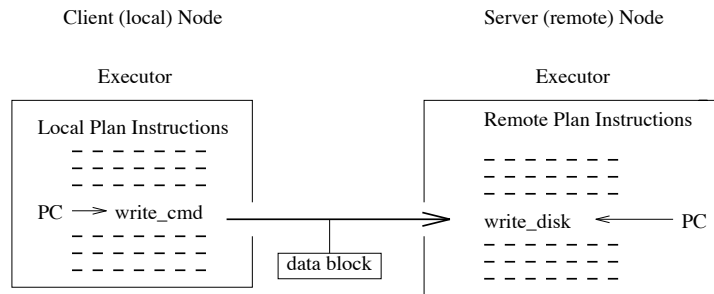 Client (local) Node
Server (remote) Node
Executor
Executor
Local Plan Instructions
Remote Plan Instructions
PC
write_cmd
write_disk
PC
data block